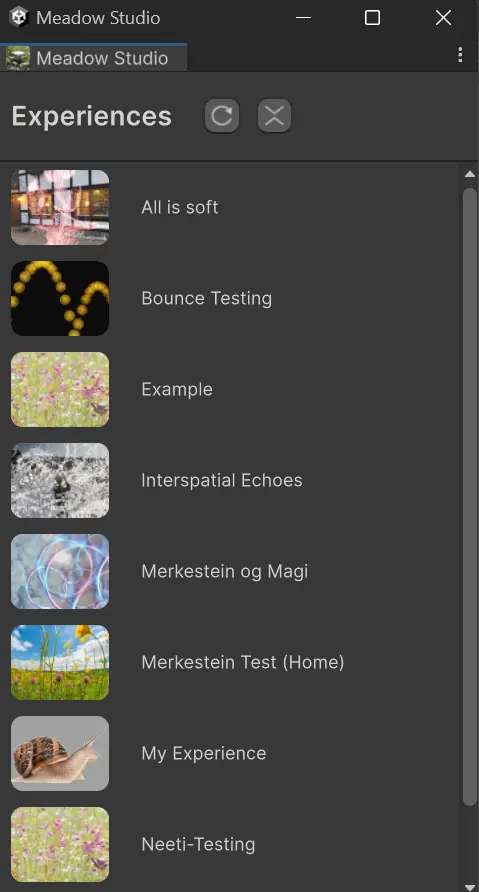 Meadow Studio
Meadow Studio
Experiences
All is soft
Bounce Testing
Example
Interspatial Echoes
Merkestein og Magi
Merkestein Test (Home)
My Experience
Neeti-Testing